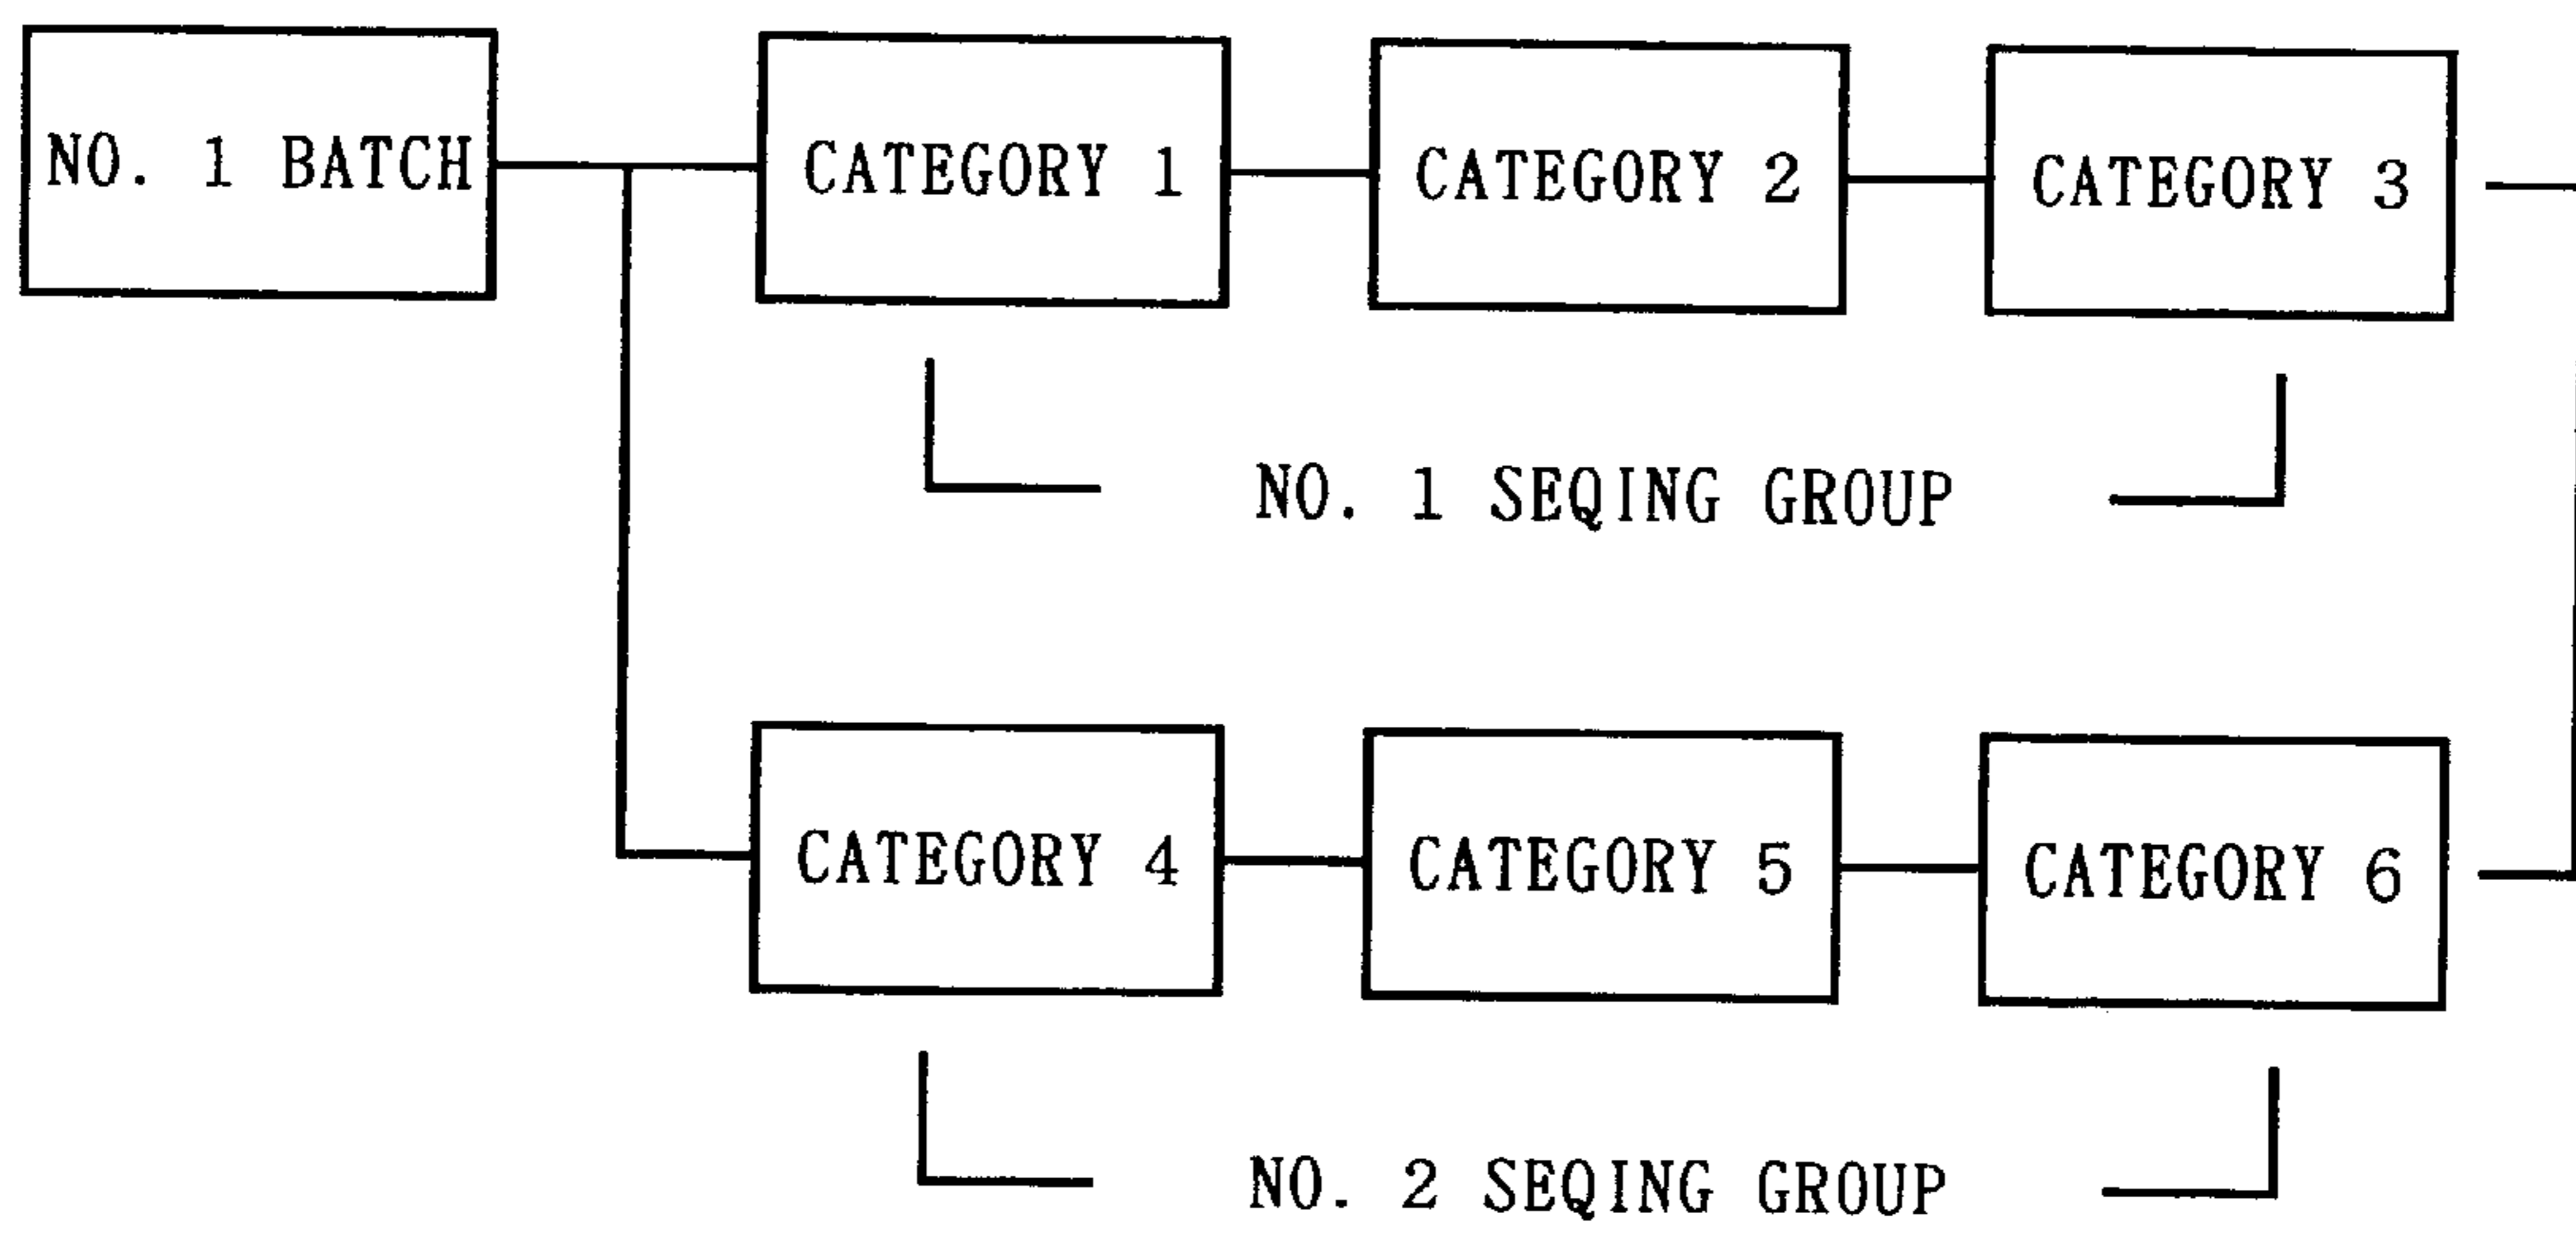 NO. 1 BATCH
CATEGORY 1
CATEGORY 2
CATEGORY 3
NO. 1 SEQING GROUP
CATEGORY 4
CATEGORY 5
CATEGORY 6
NO. 2 SEQING GROUP